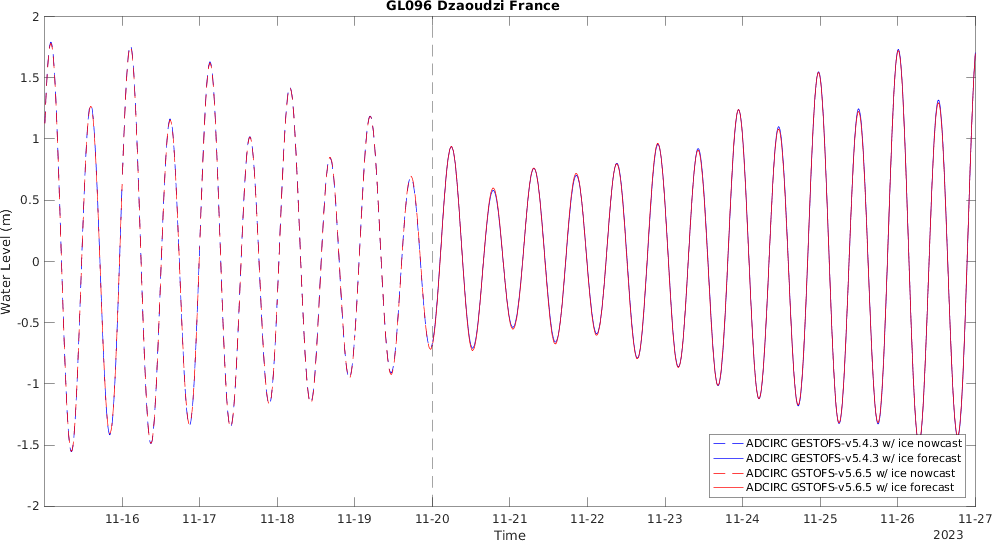 GL096 Dzaoudzi France
2
1.5
1
0.5
0
-0.5
-1
-1.5
-2
Water Level (m)
ADCIRC GESTOFS-v5.4.3 w/ ice nowcast
ADCIRC GESTOFS-v5.4.3 w/ ice forecast
ADCIRC GSTOFS-v5.6.5 w/ ice nowcast
ADCIRC GSTOFS-v5.6.5 w/ ice forecast
11-16 11-17 11-18 11-19 11-20 11-21 11-22 11-23 11-24 11-25 11-26 11-27
Time
2023